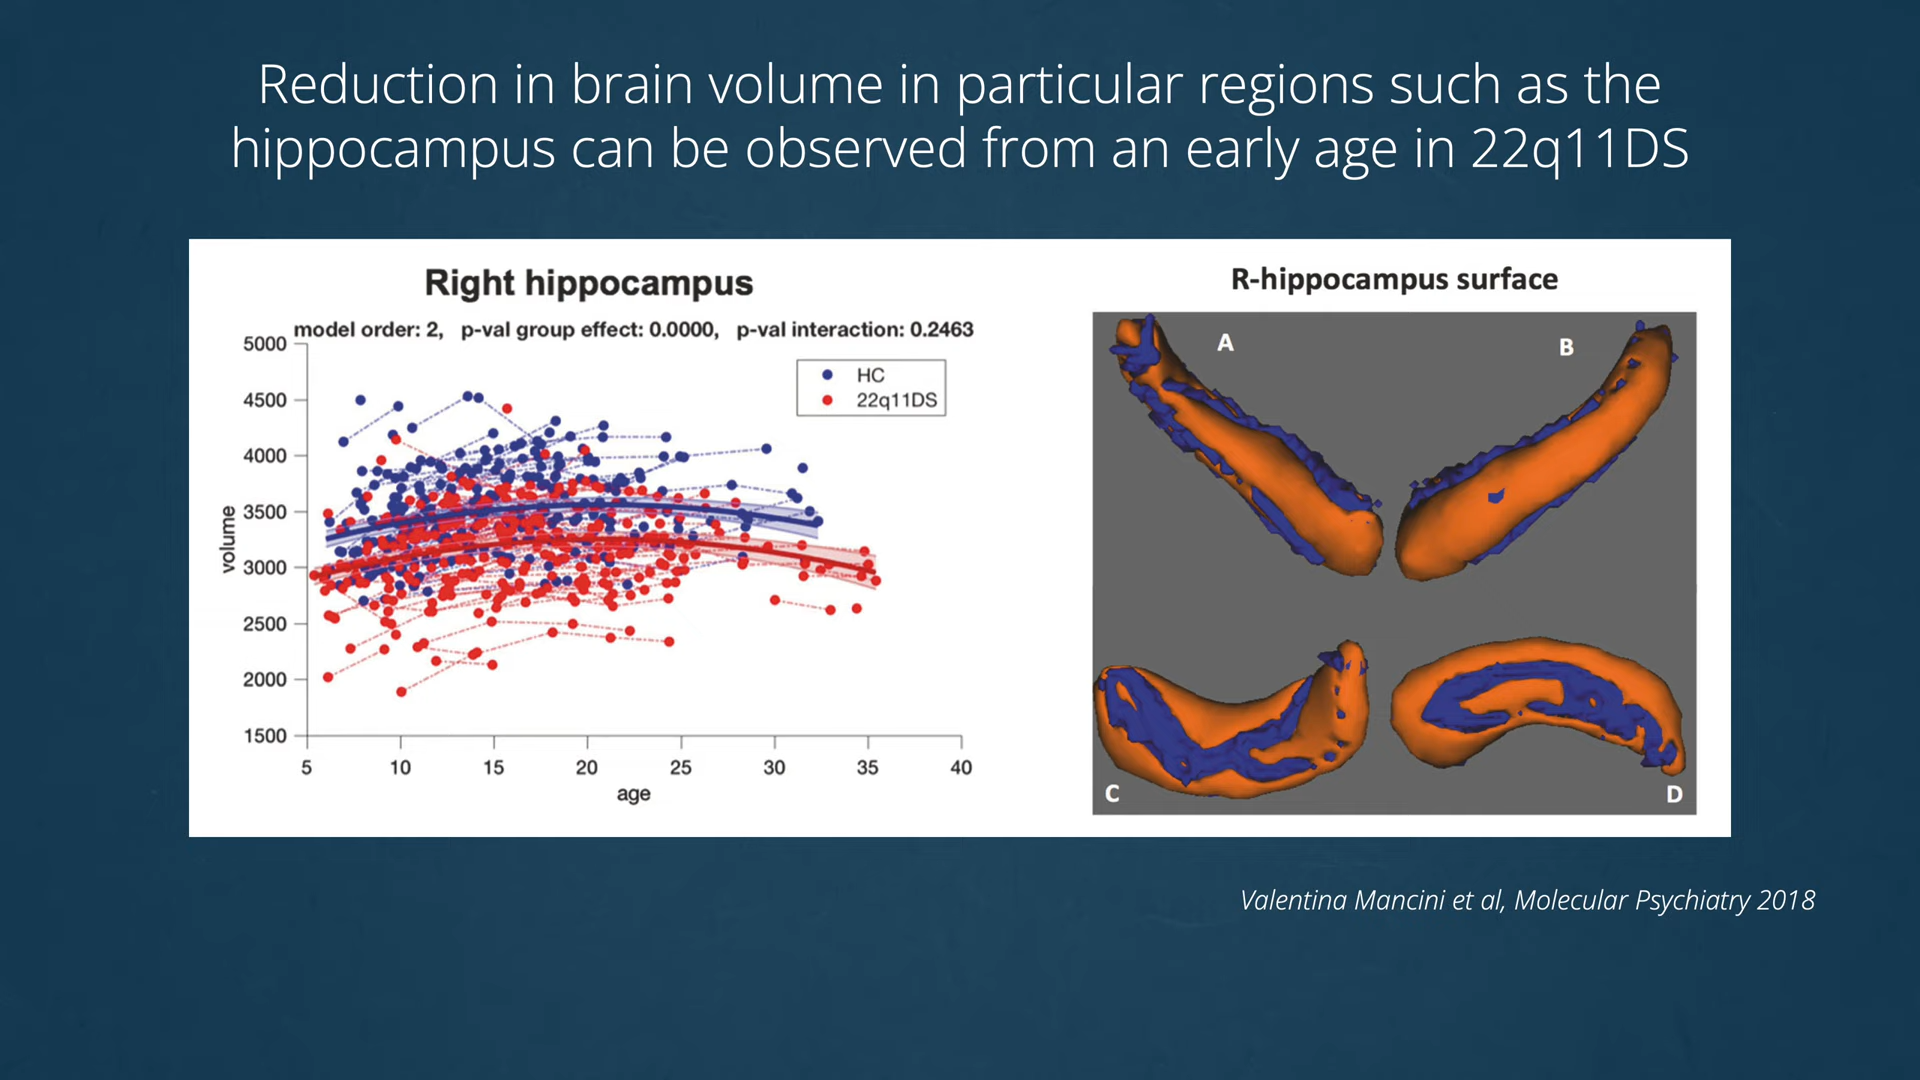 Reduction in brain volume in particular regions such as the
hippocampus can be observed from an early age in 22q11DS
Right hippocampus
model order: 2, p-val group effect: 0.0000, p-val interaction: 0.2463
HC
22q11DS
volume
5000
4500
4000
3500
3000
2500
2000
1500
5 10 15 20 25 30 35 40
age
R-hippocampus surface
A
B
C
D
Valentina Mancini et al, Molecular Psychiatry 2018